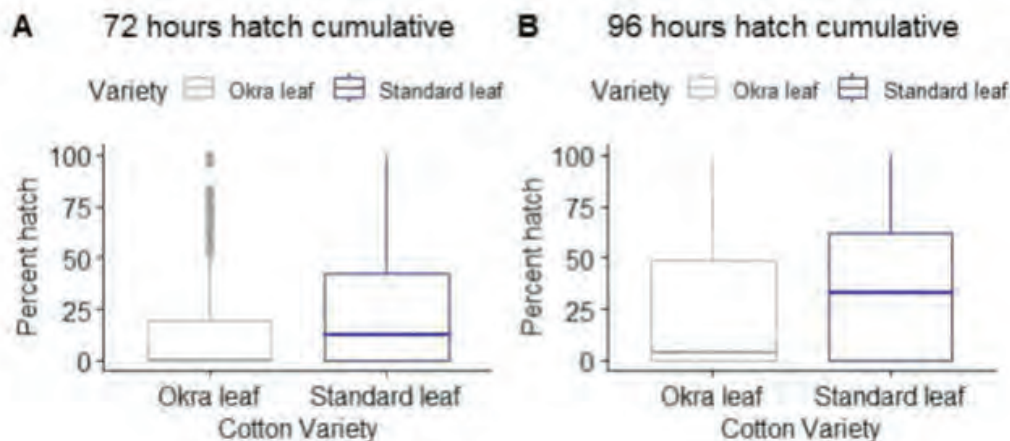 A 72 hours hatch cumulative
Variety Okra leaf Standard leaf
100
75
50
25
0
Percent hatch
Okra leaf Standard leaf
Cotton Variety
B 96 hours hatch cumulative
Variety Okra leaf Standard leaf
100
75
50
25
0
Percent hatch
Okra leaf Standard leaf
Cotton Variety